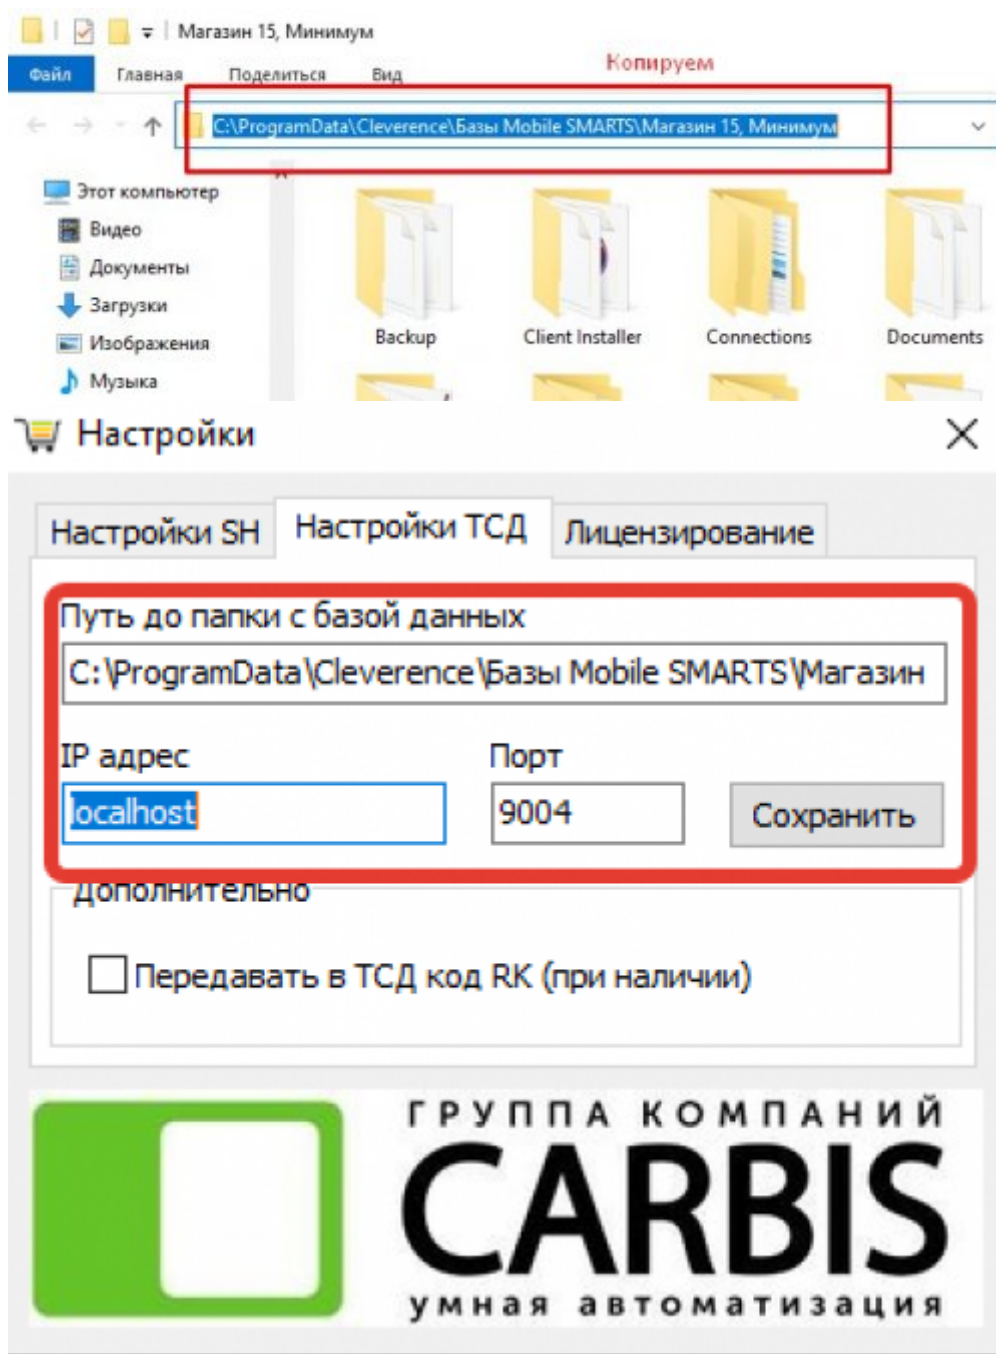 Магазин 15, Минимум
Копируем
Файл Главная Поделиться Вид
C:\ProgramData\Cleverence\Базы Mobile SMARTS\Магазин 15, Минимум
Этот компьютер
Видео
Документы
Загрузки
Изображения
Музыка
Backup Client Installer Connections Documents
Настройки
Настройки SH Настройки ТСД Лицензирование
Путь до папки с базой данных
C:\ProgramData\Cleverence\Базы Mobile SMARTS\Магазин
IP адрес Порт
localhost 9004 Сохранить
Дополнительно
Передавать в ТСД код RK (при наличии)
ГРУППА КОМПАНИЙ
CARBIS
умная автоматизация